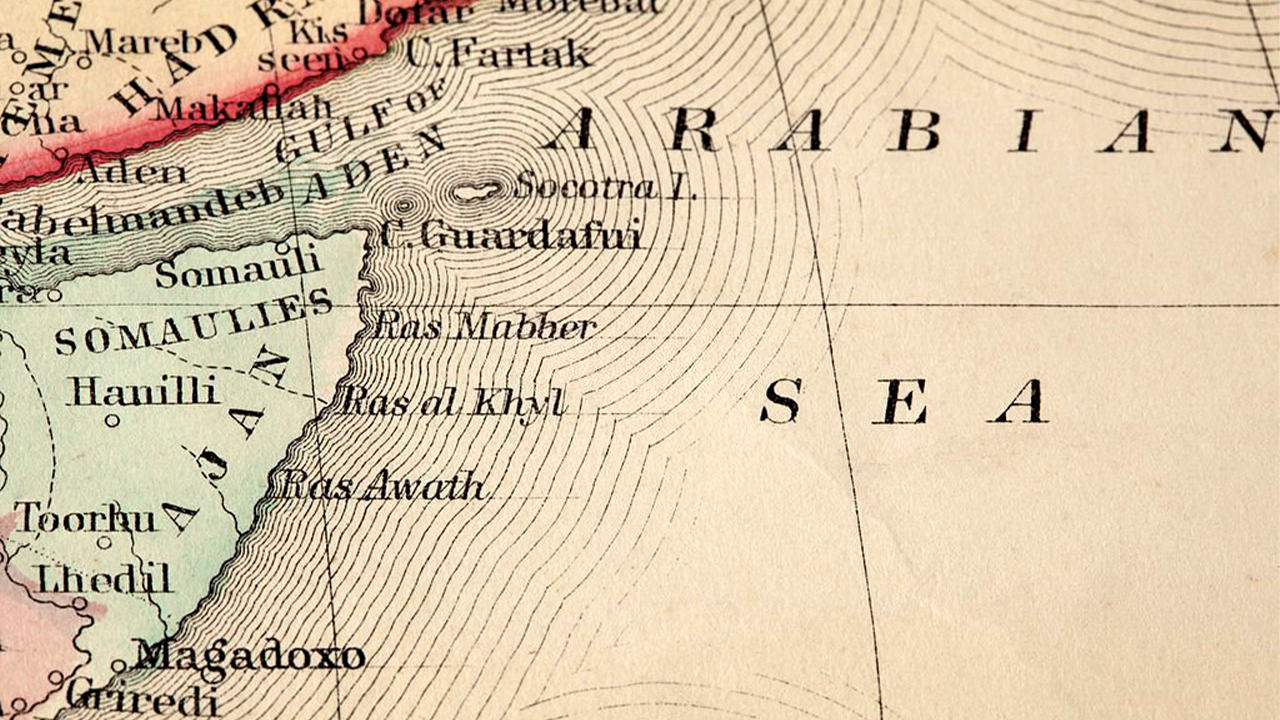 Dofar Morebat
Mareb
HADR
Kis
seen
C. Fartak
Makallah
GULF OF
ADEN
ARABIAN
Aden
Socotra I.
C. Guardafui
Somauli
SOMAULIES
Ras Mabber
Hanilli
AJAN
Ras al Khyl
SEA
Ras Awath
Toorhu
Lhedil
Magadoxo
Griredi